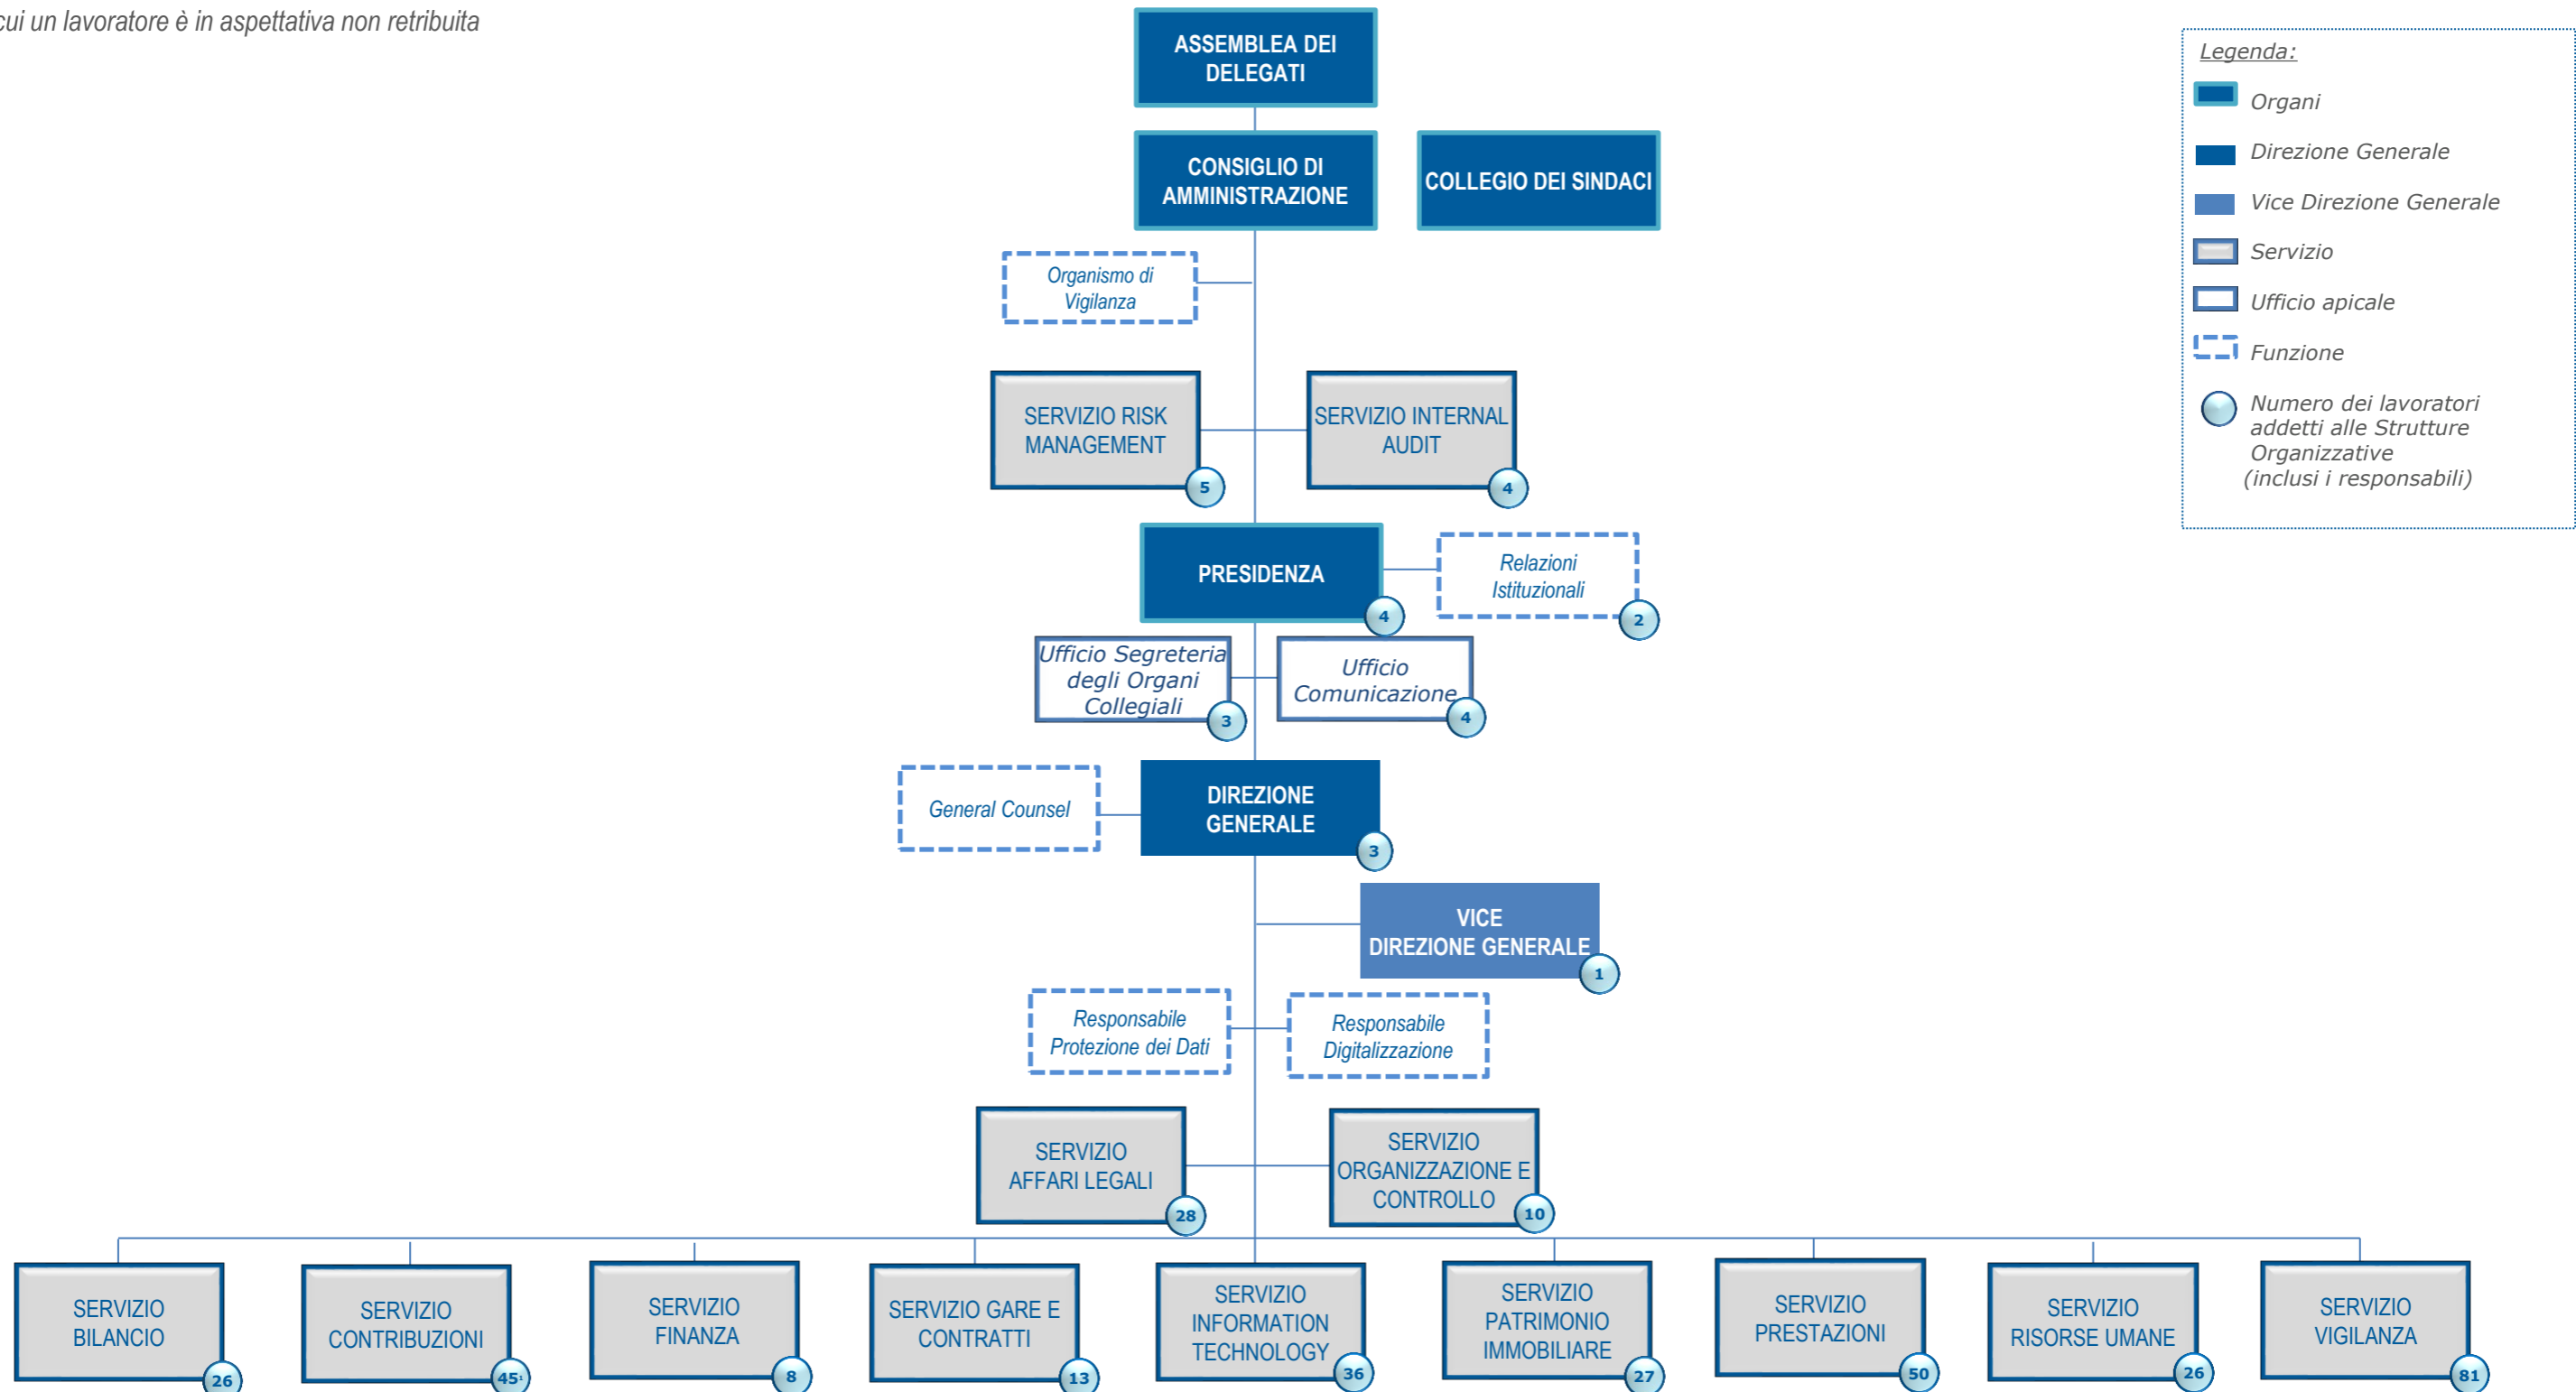 cui un lavoratore è in aspettativa non retribuita
ASSEMBLEA DEI
DELEGATI
CONSIGLIO DI
AMMINISTRAZIONE
COLLEGIO DEI SINDACI
Legenda:
Organi
Direzione Generale
Vice Direzione Generale
Servizio
Ufficio apicale
Funzione
Numero dei lavoratori
addetti alle Strutture
Organizzative
(inclusi i responsabili)
Organismo di
Vigilanza
SERVIZIO RISK
MANAGEMENT
5
SERVIZIO INTERNAL
AUDIT
4
PRESIDENZA
4
Relazioni
Istituzionali
2
Ufficio Segreteria
degli Organi
Collegiali
3
Ufficio
Comunicazione
4
General Counsel
DIREZIONE
GENERALE
3
VICE
DIREZIONE GENERALE
1
Responsabile
Protezione dei Dati
Responsabile
Digitalizzazione
SERVIZIO
AFFARI LEGALI
28
SERVIZIO
ORGANIZZAZIONE E
CONTROLLO
10
SERVIZIO
BILANCIO
26
SERVIZIO
CONTRIBUZIONI
45¹
SERVIZIO
FINANZA
8
SERVIZIO GARE E
CONTRATTI
13
SERVIZIO
INFORMATION
TECHNOLOGY
36
SERVIZIO
PATRIMONIO
IMMOBILIARE
27
SERVIZIO
PRESTAZIONI
50
SERVIZIO
RISORSE UMANE
26
SERVIZIO
VIGILANZA
81